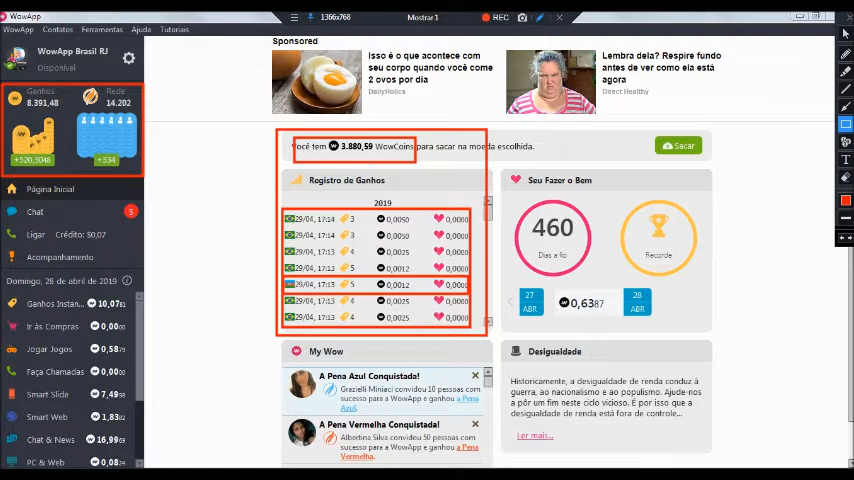 WowApp
1366x768
Mostrar1
REC
WowApp Contatos Ferramentas Ajuda Tutoriais
WowApp Brasil RJ
Disponível
Ganhos
8.391,48
+520,3048
Rede
14.202
+334
Página Inicial
Chat 5
Ligar Crédito: $0,07
Acompanhamento
Domingo, 28 de abril de 2019
Ganhos Instan... 10,0781
Ir às Compras 0,0000
Jogar Jogos 0,5879
Faça Chamadas 0,0000
Smart Slide 7,4998
Smart Web
Chat & News 16,9969
PC & Web 0,0824
Sponsored
Isso é o que acontece com
seu corpo quando você come
2 ovos por dia
DailyHolics
Lembra dela? Respire fundo
antes de ver como ela está
agora
Direct Healthy
Você tem 3.880,59 WowCoins para sacar na moeda escolhida.
Sacar
Registro de Ganhos
2019
29/04, 17:14 3 0,0050 0,0000
29/04, 17:14 3 0,0050 0,0000
29/04, 17:13 4 0,0025 0,0000
29/04, 17:13 5 0,0012 0,0000
29/04, 17:13 5 0,0012 0,0000
29/04, 17:13 4 0,0025 0,0000
29/04, 17:13 4 0,0025 0,0000
Seu Fazer o Bem
460
Dias a fio
Recorde
27
ABR
0,6387
28
ABR
My Wow
A Pena Azul Conquistada!
Grazielli Miniaci convidou 10 pessoas com
sucesso para a WowApp e ganhou a Pena
Azul.
A Pena Vermelha Conquistada!
Albertina Silva convidou 50 pessoas com
sucesso para a WowApp e ganhou a Pena
Vermelha.
Desigualdade
Historicamente, a desigualdade de renda conduz à
guerra, ao nacionalismo e ao populismo. Ajude-nos
a pôr um fim neste ciclo vicioso. É por isso que a
desigualdade de renda está fora de controle...
Ler mais...